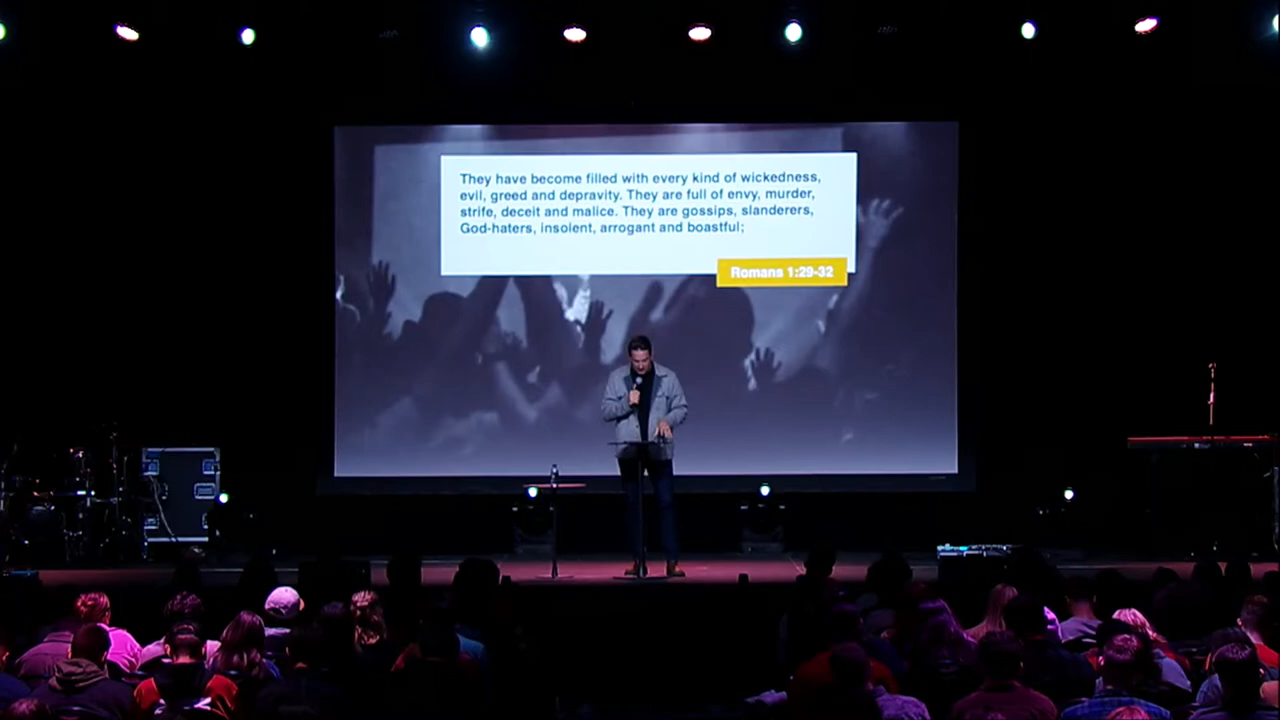 They have become filled with every kind of wickedness,
evil, greed and depravity. They are full of envy, murder,
strife, deceit and malice. They are gossips, slanderers,
God-haters, insolent, arrogant and boastful;
Romans 1:29-32